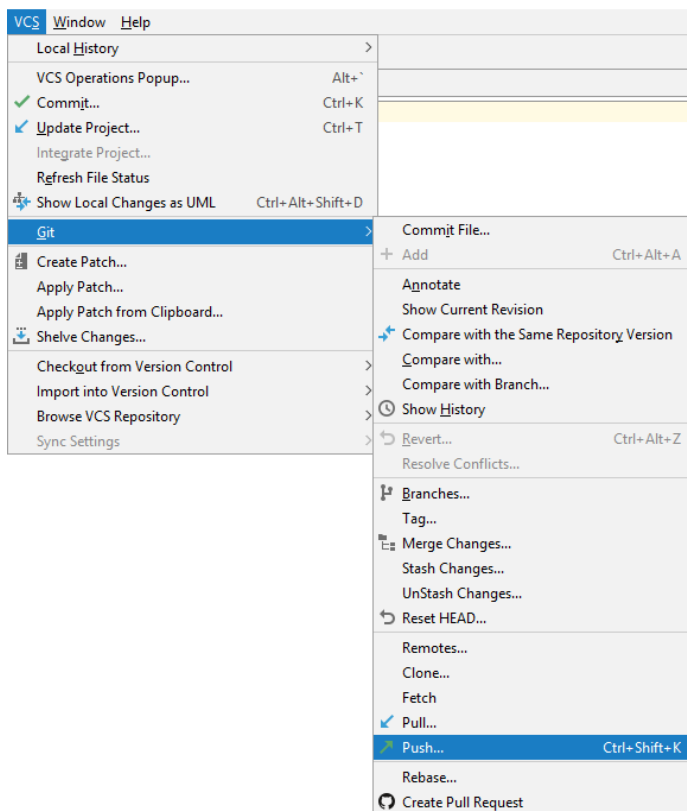 VCS Window Help
Local History
VCS Operations Popup... Alt+`
Commit... Ctrl+K
Update Project... Ctrl+T
Integrate Project...
Refresh File Status
Show Local Changes as UML Ctrl+Alt+Shift+D
Git
Create Patch...
Apply Patch...
Apply Patch from Clipboard...
Shelve Changes...
Checkout from Version Control
Import into Version Control
Browse VCS Repository
Sync Settings
Commit File...
Add Ctrl+Alt+A
Annotate
Show Current Revision
Compare with the Same Repository Version
Compare with...
Compare with Branch...
Show History
Revert... Ctrl+Alt+Z
Resolve Conflicts...
Branches...
Tag...
Merge Changes...
Stash Changes...
UnStash Changes...
Reset HEAD...
Remotes...
Clone...
Fetch
Pull...
Push... Ctrl+Shift+K
Rebase...
Create Pull Request